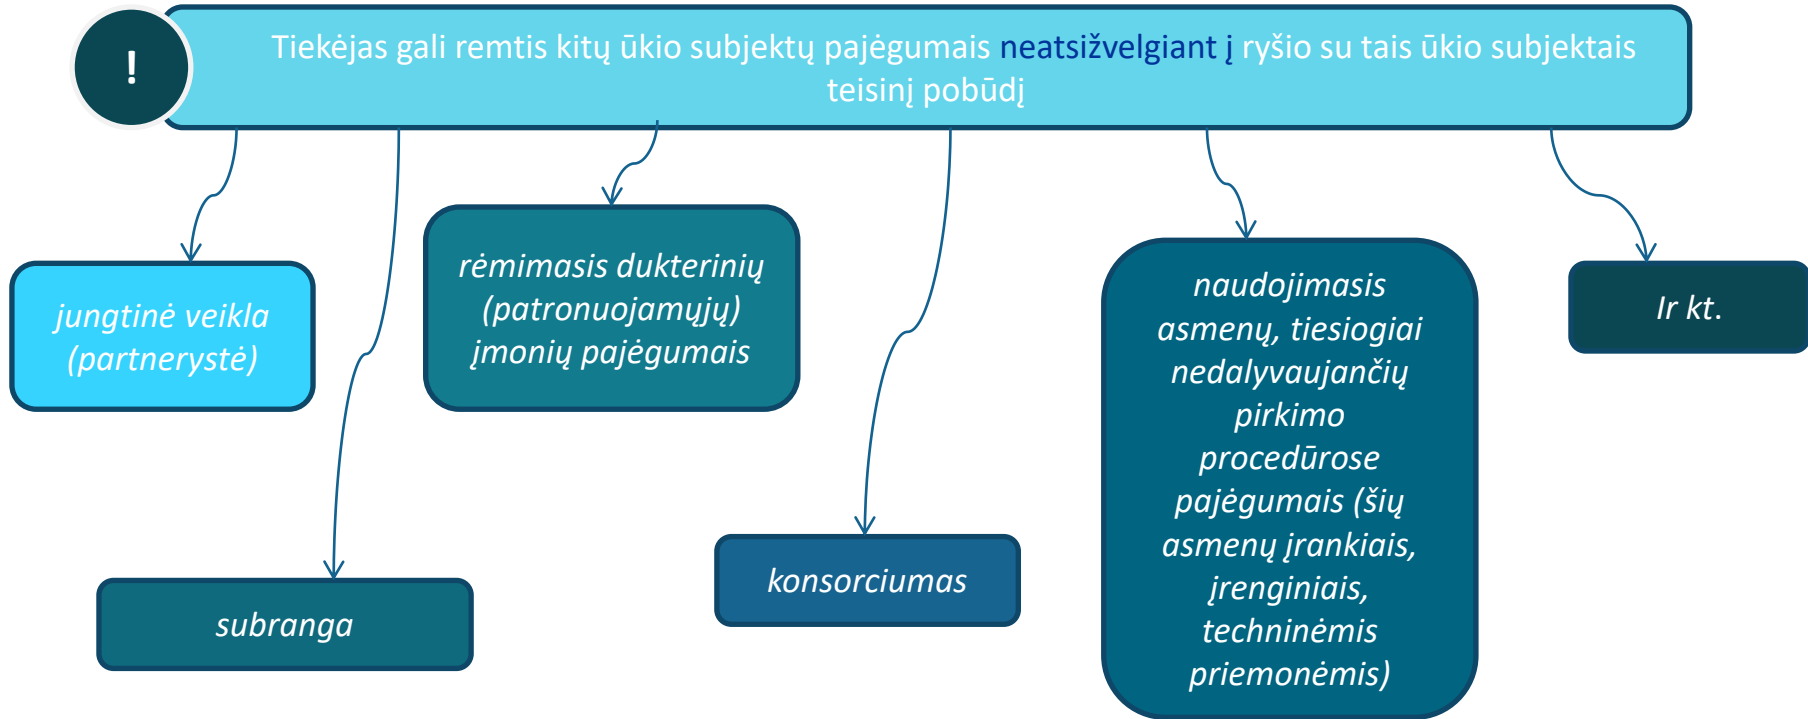 !
Tiekėjas gali remtis kitų ūkio subjektų pajėgumais neatsižvelgiant į ryšio su tais ūkio subjektais
teisinį pobūdį
jungtinė veikla
(partnerystė)
subranga
rėmimasis dukterinių
(patronuojamųjų)
įmonių pajėgumais
konsorciumas
naudojimasis
asmenų, tiesiogiai
nedalyvaujančių
pirkimo
procedūrose
pajėgumais (šių
asmenų įrankiais,
įrenginiais,
techninėmis
priemonėmis)
Ir kt.